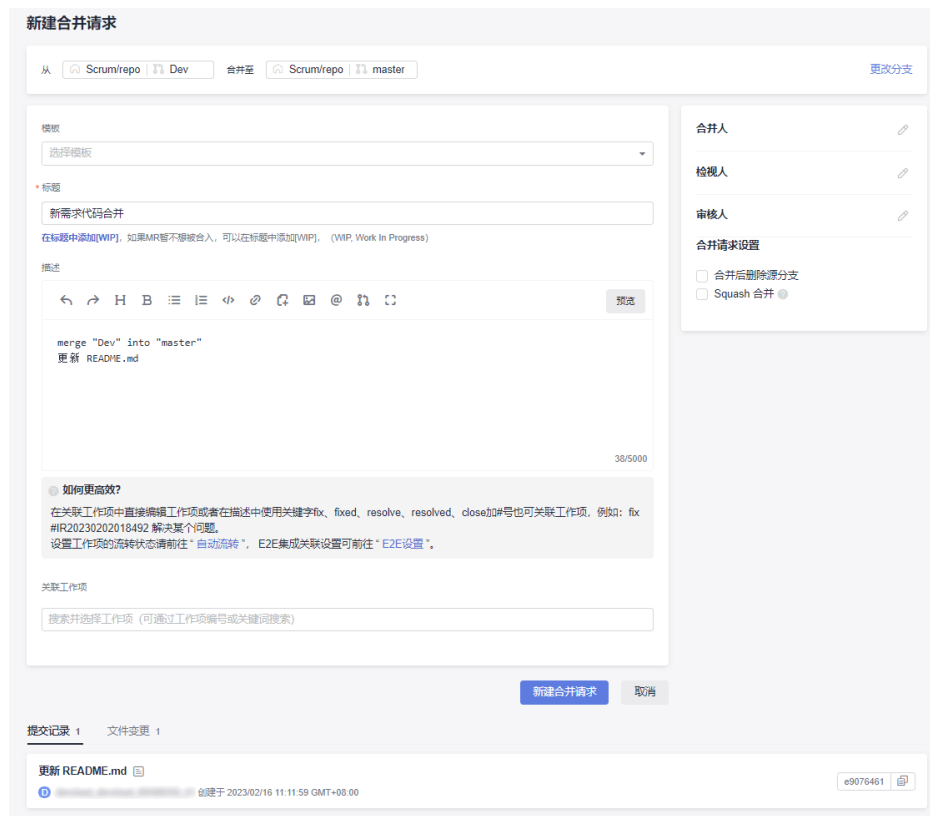 新建合并请求
从 Scrum/repo Dev 合并至 Scrum/repo master 更改分支
模板
选择模板
* 标题
新需求代码合并
在标题中添加[WIP]，如果MR暂不想被合入，可以在标题中添加[WIP]，（WIP, Work In Progress）
描述
H B @ 预览
merge "Dev" into "master"
更新 README.md
38/5000
如何更高效？
在关联工作项中直接编辑工作项或者在描述中使用关键字fix、fixed、resolve、resolved、close加#号也可关联工作项，例如：fix
#IR20230202018492 解决某个问题。
设置工作项的流转状态请前往“自动流转”， E2E集成关联设置可前往“E2E设置”。
关联工作项
搜索并选择工作项（可通过工作项编号或关键词搜索）
合并人
检视人
审核人
合并请求设置
合并后删除源分支
Squash 合并
新建合并请求 取消
提交记录 1 文件变更 1
更新 README.md
D 创建于 2023/02/16 11:11:59 GMT+08:00
e9076461